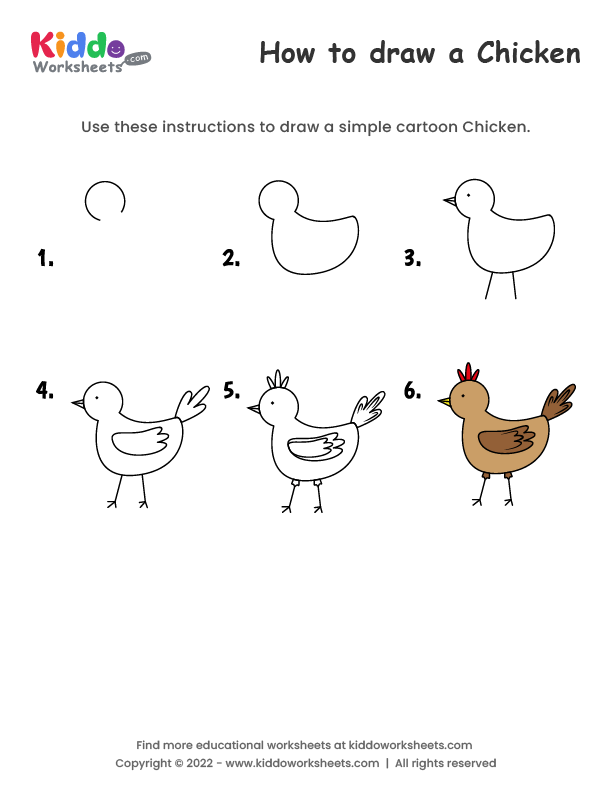 Kiddo
Worksheets.com
How to draw a Chicken
Use these instructions to draw a simple cartoon Chicken.
1.
2.
3.
4.
5.
6.
Find more educational worksheets at kiddoworksheets.com
Copyright © 2022 - www.kiddoworksheets.com | All rights reserved